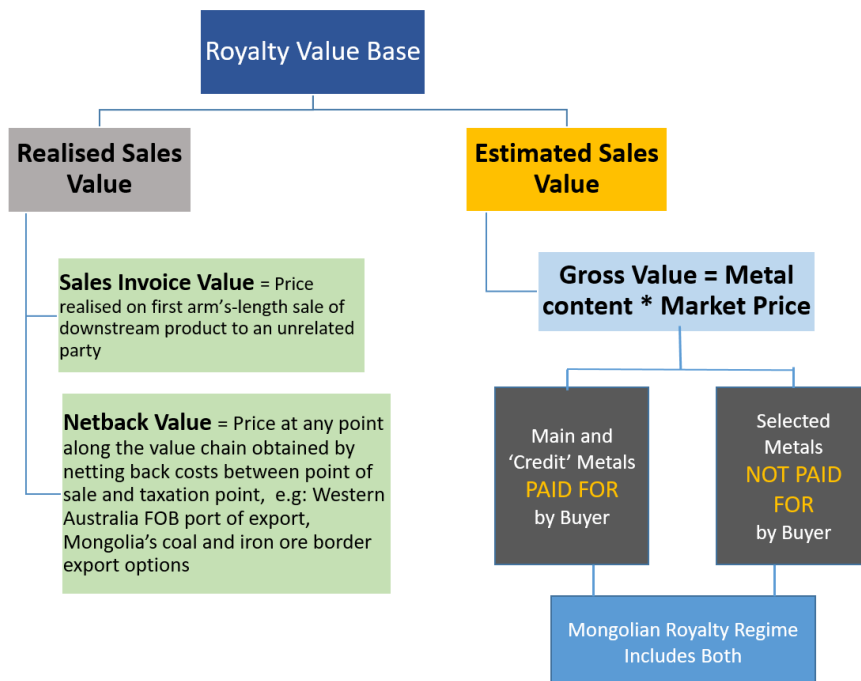 Royalty Value Base
Realised Sales
Value
Estimated Sales
Value
Sales Invoice Value = Price
realised on first arm's-length sale of
downstream product to an unrelated
party
Netback Value = Price at any point
along the value chain obtained by
netting back costs between point of
sale and taxation point,  e.g: Western
Australia FOB port of export,
Mongolia's coal and iron ore border
export options
Gross Value = Metal
content * Market Price
Main and
‘Credit’ Metals
PAID FOR
by Buyer
Selected
Metals
NOT PAID
FOR
by Buyer
Mongolian Royalty Regime
Includes Both